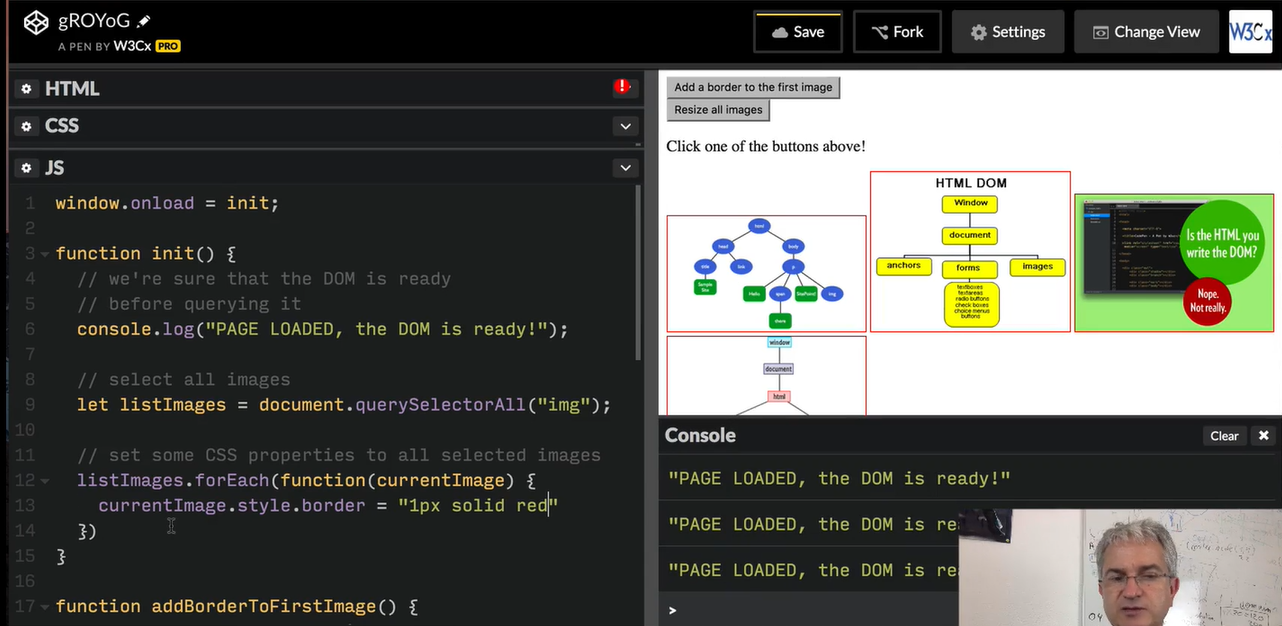 gROYoG
A PEN BY W3Cx PRO
Save
Fork
Settings
Change View
W3Cx
HTML
!
CSS
JS
1 window.onload = init;
2
3 function init() {
4 // we're sure that the DOM is ready
5 // before querying it
6 console.log("PAGE LOADED, the DOM is ready!");
7
8 // select all images
9 let listImages = document.querySelectorAll("img");
10
11 // set some CSS properties to all selected images
12 listImages.forEach(function(currentImage) {
13 currentImage.style.border = "1px solid red"
14 })
15 }
16
17 function addBorderToFirstImage() {
Add a border to the first image
Resize all images
Click one of the buttons above!
html
head
body
title
link
p
Hello
span
img
HTML DOM
Window
document
anchors
forms
images
textboxes
textareas
radio buttons
check boxes
choice menus
buttons
Is the HTML you
write the DOM?
Nope.
Not really.
window
document
html
Console
Clear
"PAGE LOADED, the DOM is ready!"
"PAGE LOADED, the DOM is re
"PAGE LOADED, the DOM is re
>